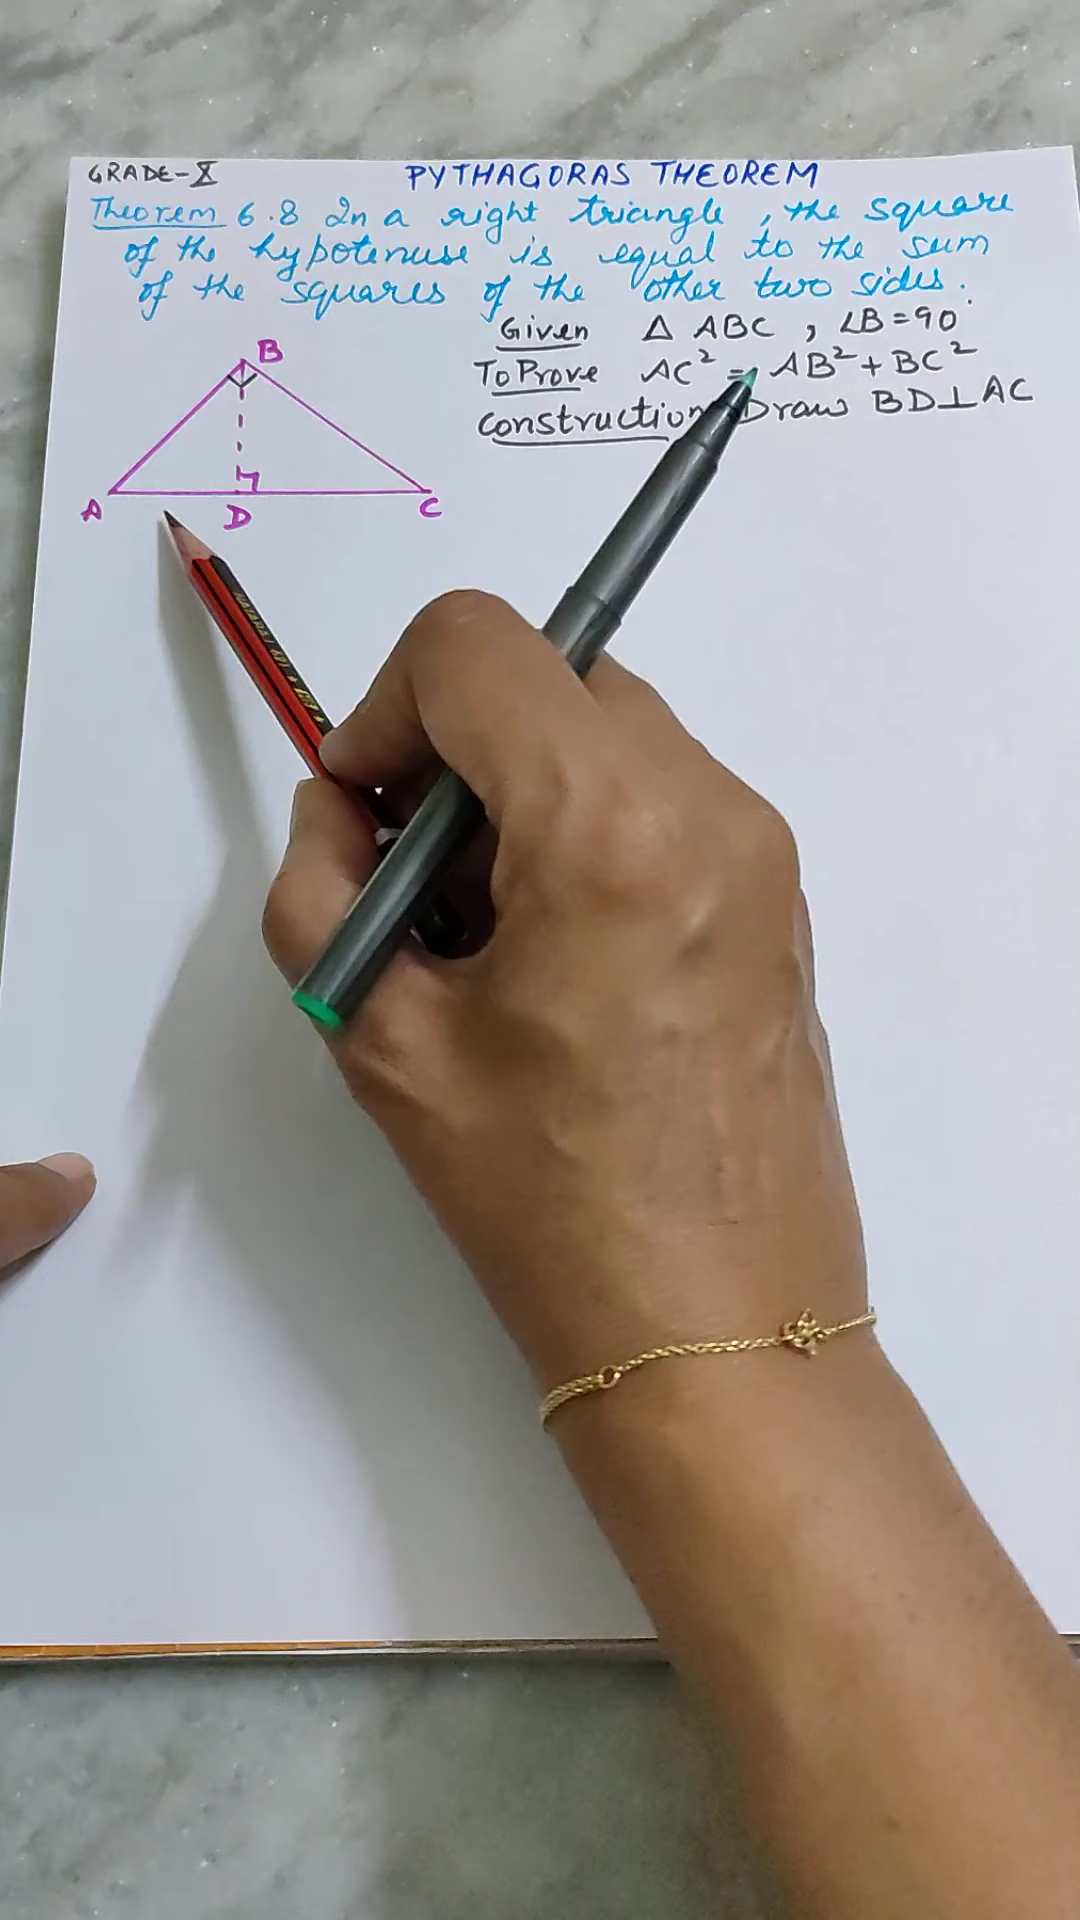 GRADE-X PYTHAGORAS THEOREM
Theorem 6.8 In a right triangle, the square
of the hypotenuse is equal to the sum
of the squares of the other two sides.
Given Δ ABC, ∠B=90°
To Prove AC² = AB² + BC²
Construction Draw BD⊥AC
B
A D C